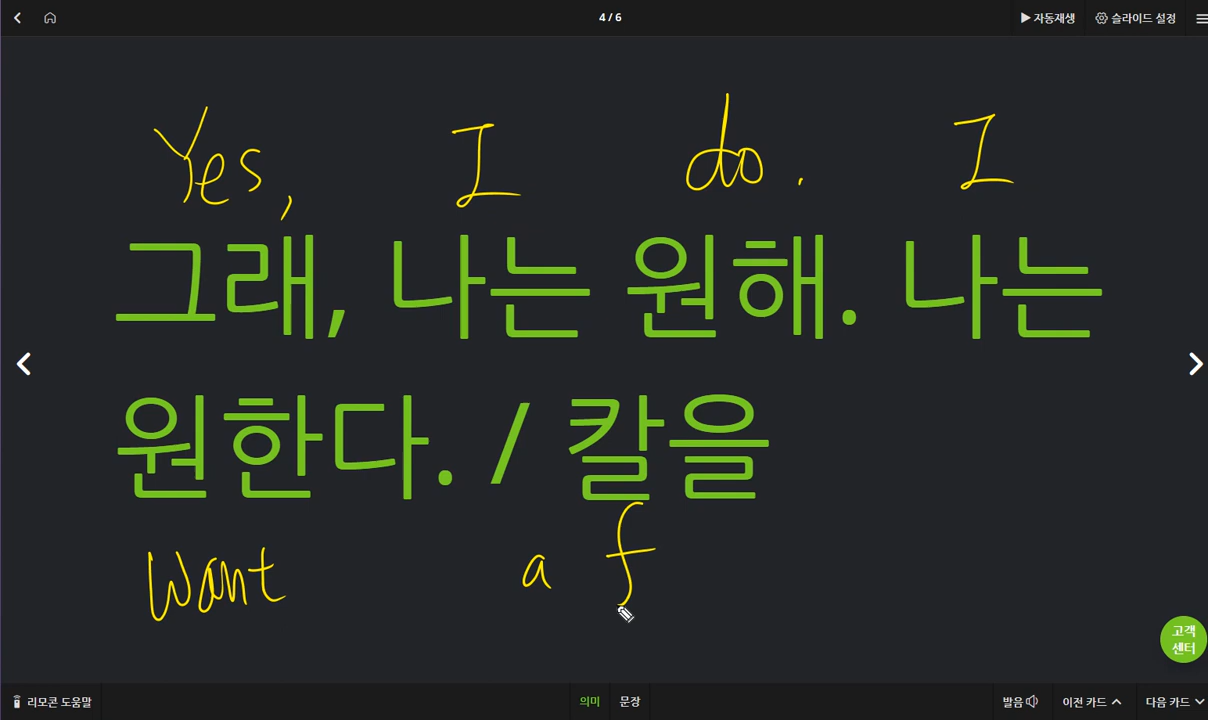 4 / 6
자동재생
슬라이드 설정
Yes, I do. I
그래, 나는 원해. 나는
원한다. / 칼을
want a f
고객
센터
리모콘 도움말
의미
문장
발음
이전 카드
다음 카드